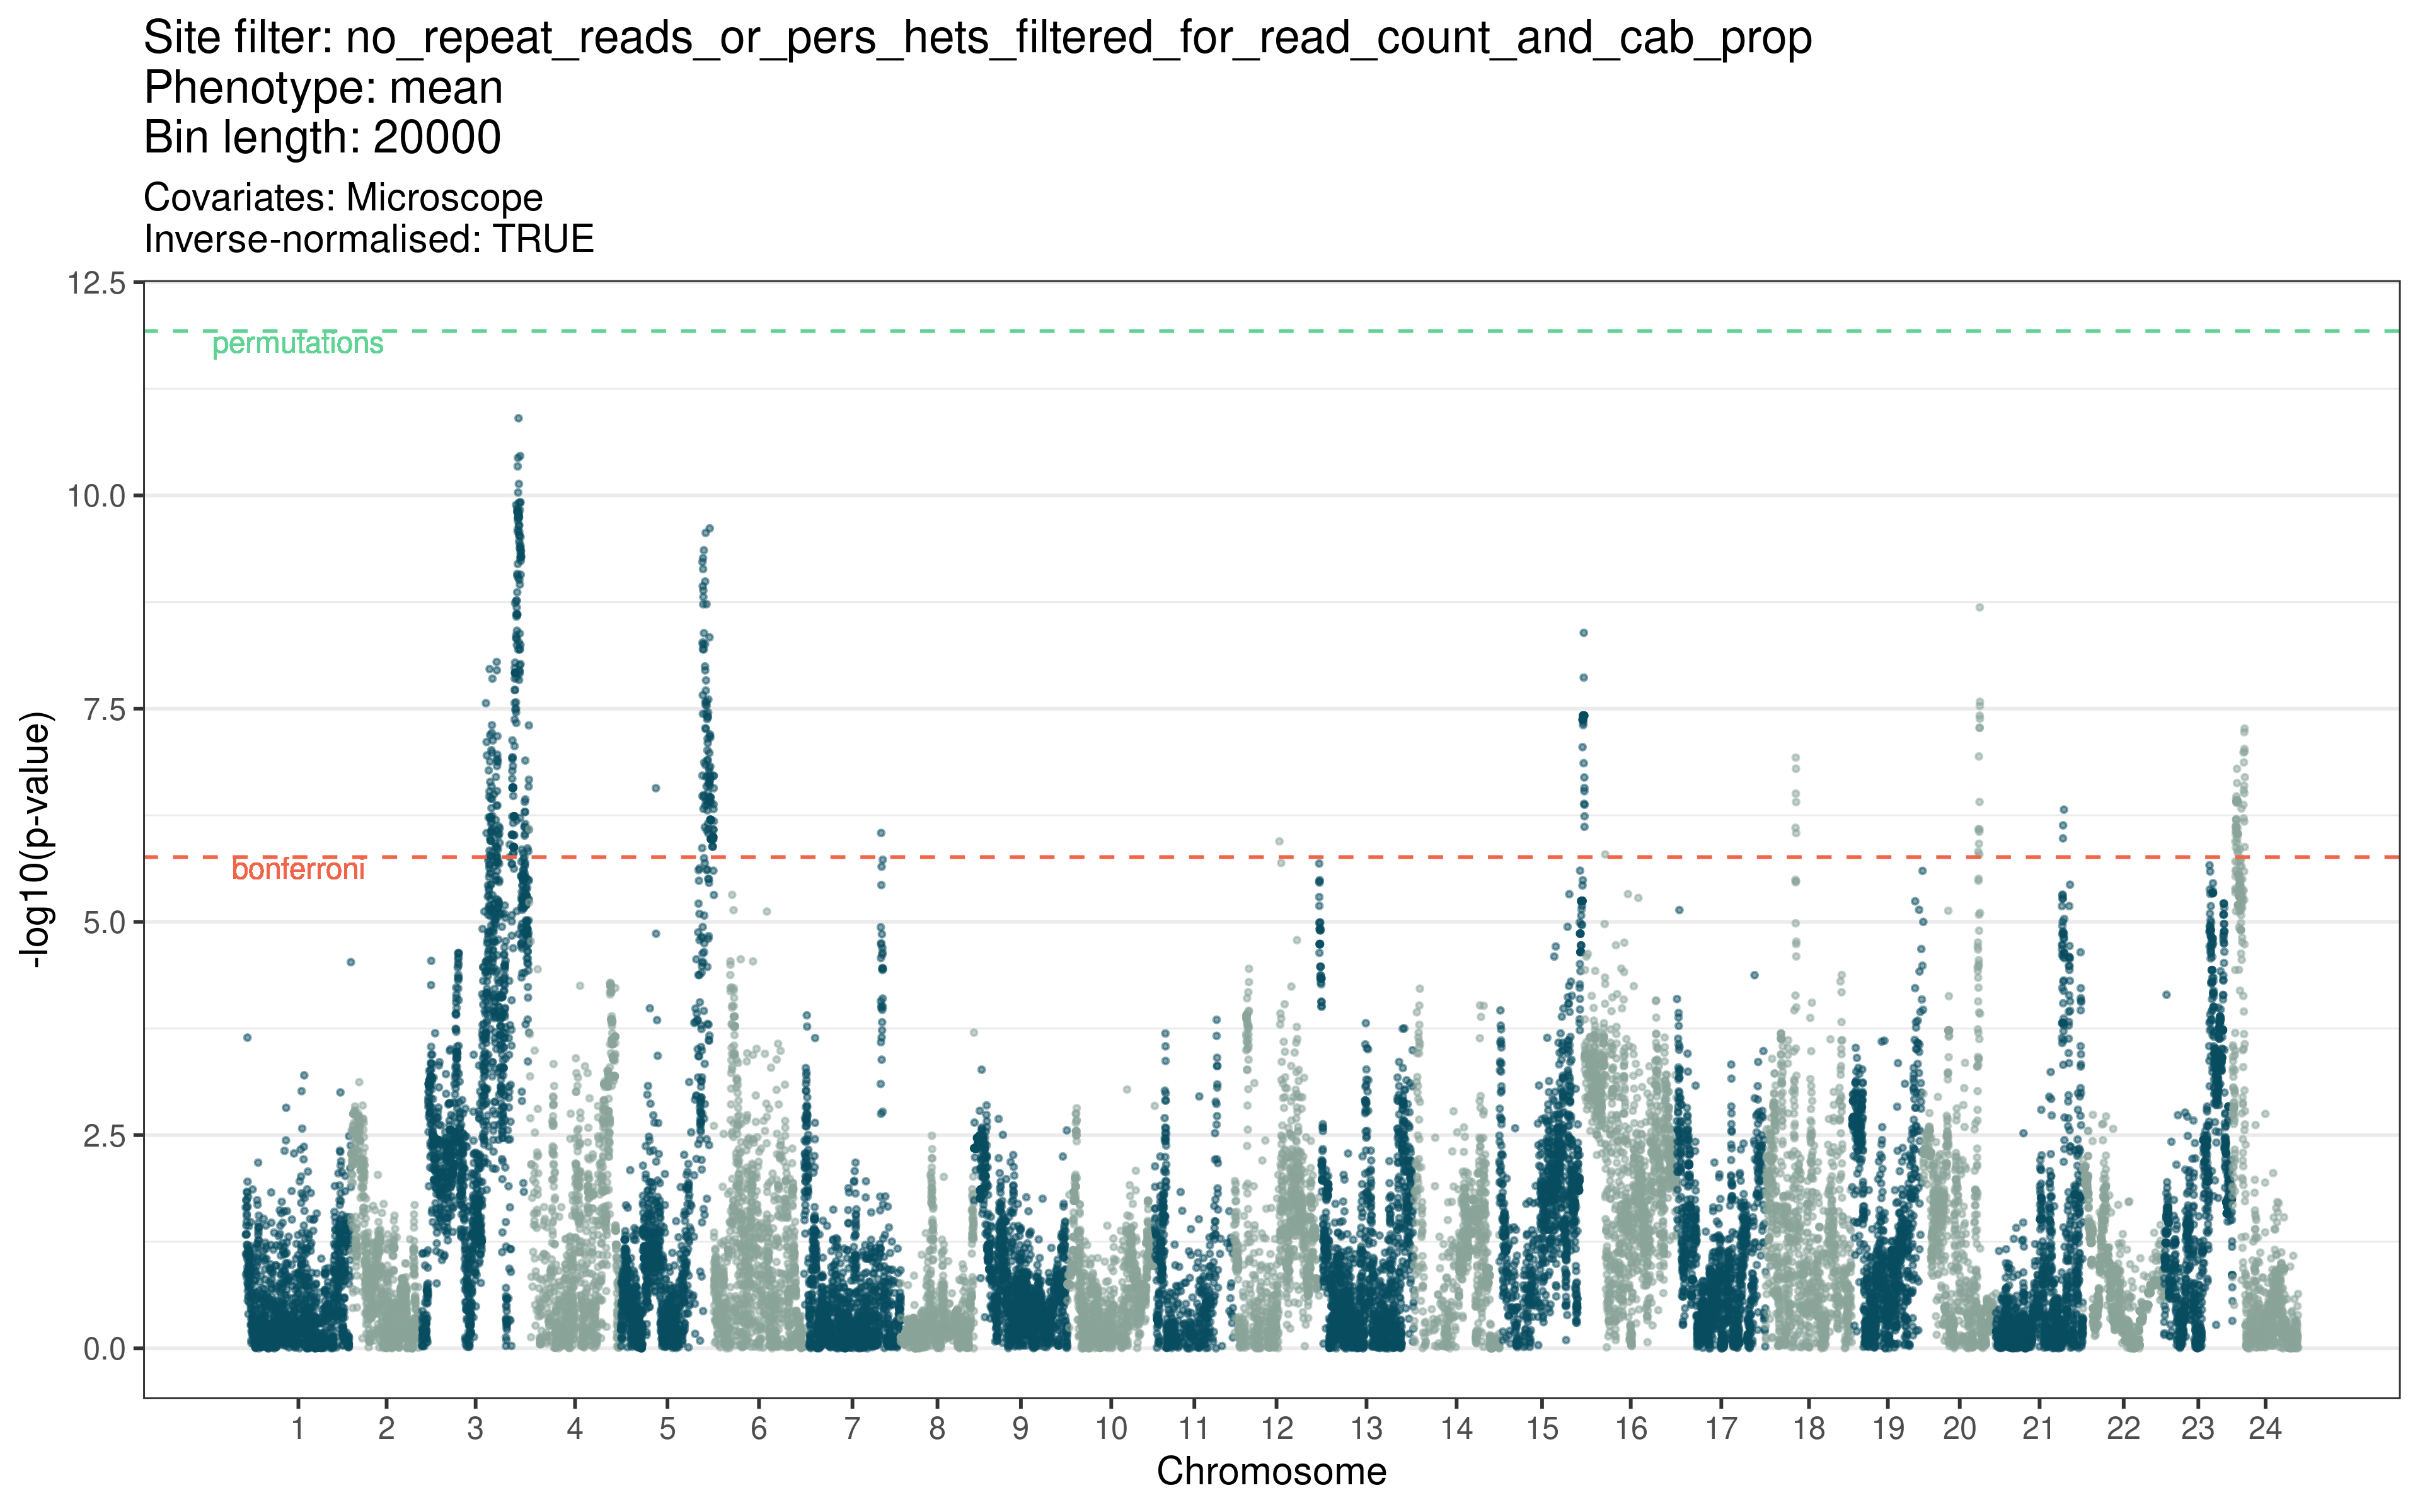 Site filter: no_repeat_reads_or_pers_hets_filtered_for_read_count_and_cab_prop
Phenotype: mean
Bin length: 20000
Covariates: Microscope
Inverse-normalised: TRUE
12.5
permutations
10.0
7.5
bonferroni
5.0
2.5
0.0
-log10(p-value)
1 2 3 4 5 6 7 8 9 10 11 12 13 14 15 16 17 18 19 20 21 22 23 24
Chromosome